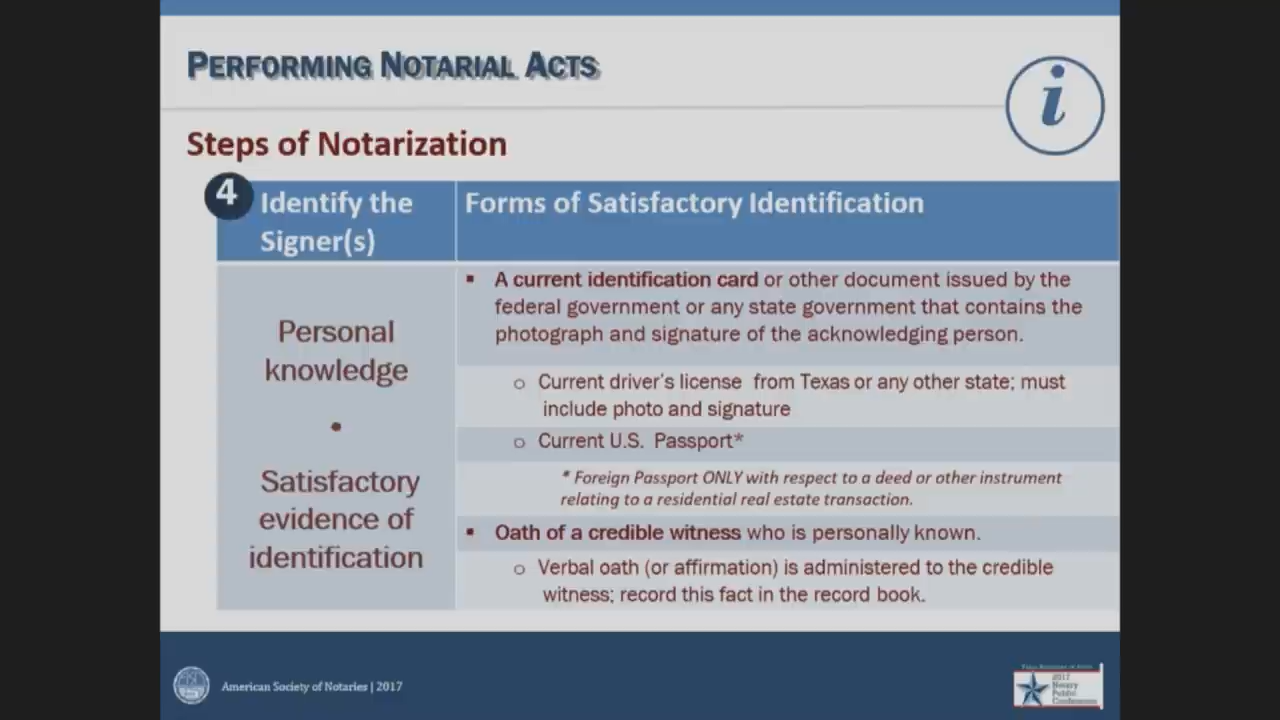 PERFORMING NOTARIAL ACTS
i
Steps of Notarization
4
Identify the
Signer(s)
Forms of Satisfactory Identification
Personal
knowledge
•
Satisfactory
evidence of
identification
▪ A current identification card or other document issued by the
federal government or any state government that contains the
photograph and signature of the acknowledging person.
o Current driver's license from Texas or any other state; must
include photo and signature
o Current U.S. Passport*
* Foreign Passport ONLY with respect to a deed or other instrument
relating to a residential real estate transaction.
▪ Oath of a credible witness who is personally known.
o Verbal oath (or affirmation) is administered to the credible
witness; record this fact in the record book.
American Society of Notaries | 2017
2017
Notary
Public